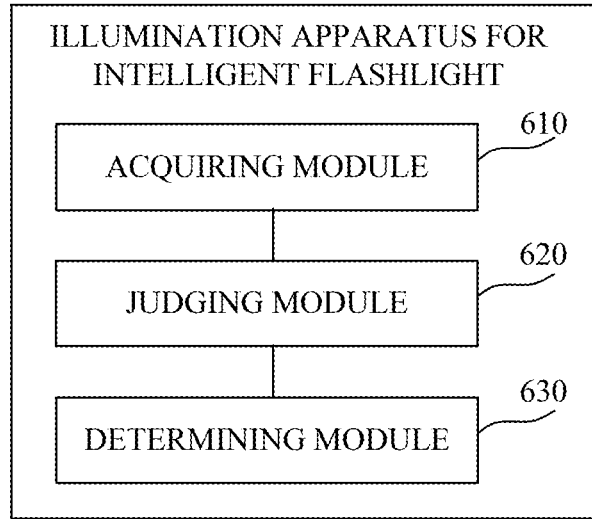 ILLUMINATION APPARATUS FOR
INTELLIGENT FLASHLIGHT
610
ACQUIRING MODULE
620
JUDGING MODULE
630
DETERMINING MODULE